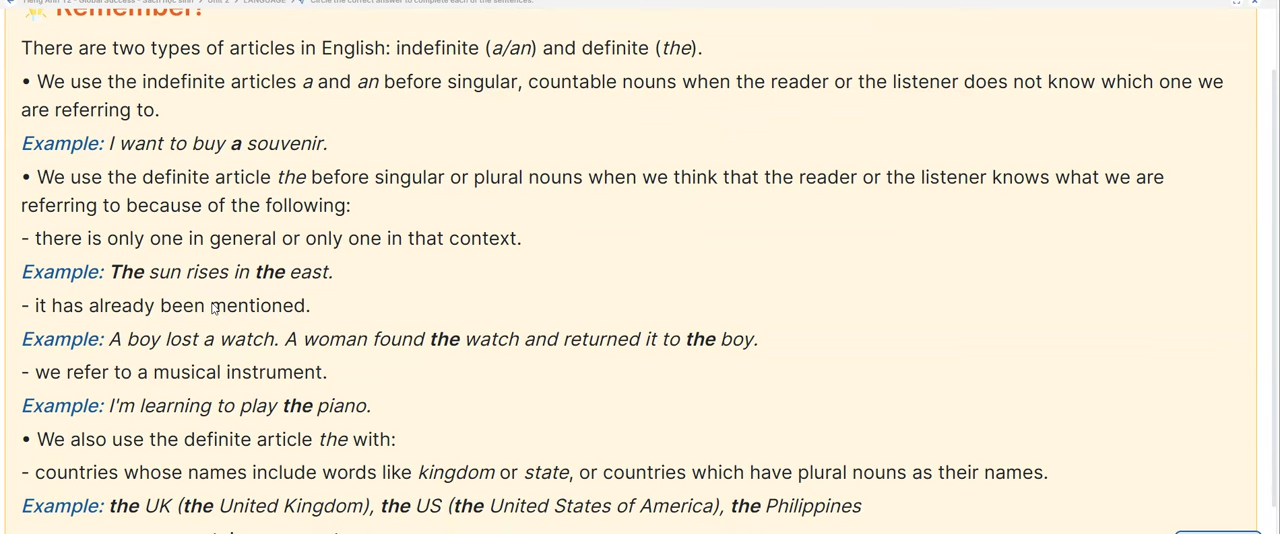 Remember!
There are two types of articles in English: indefinite (a/an) and definite (the).
• We use the indefinite articles a and an before singular, countable nouns when the reader or the listener does not know which one we
are referring to.
Example: I want to buy a souvenir.
• We use the definite article the before singular or plural nouns when we think that the reader or the listener knows what we are
referring to because of the following:
- there is only one in general or only one in that context.
Example: The sun rises in the east.
- it has already been mentioned.
Example: A boy lost a watch. A woman found the watch and returned it to the boy.
- we refer to a musical instrument.
Example: I'm learning to play the piano.
• We also use the definite article the with:
- countries whose names include words like kingdom or state, or countries which have plural nouns as their names.
Example: the UK (the United Kingdom), the US (the United States of America), the Philippines